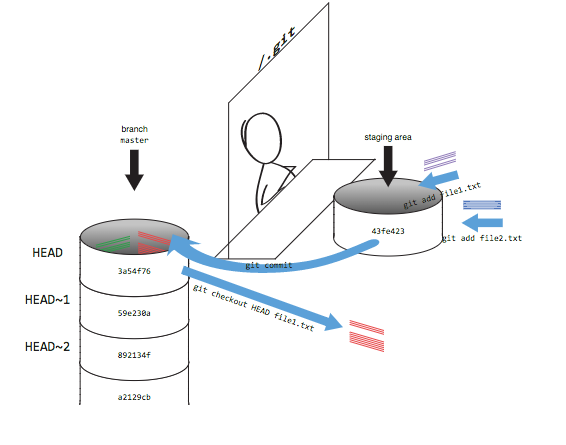 /.git
branch
master
staging area
git add file1.txt
43fe423
git add file2.txt
HEAD
3a54f76
git commit
git checkout HEAD file1.txt
HEAD~1
59e230a
HEAD~2
892134f
a2129cb